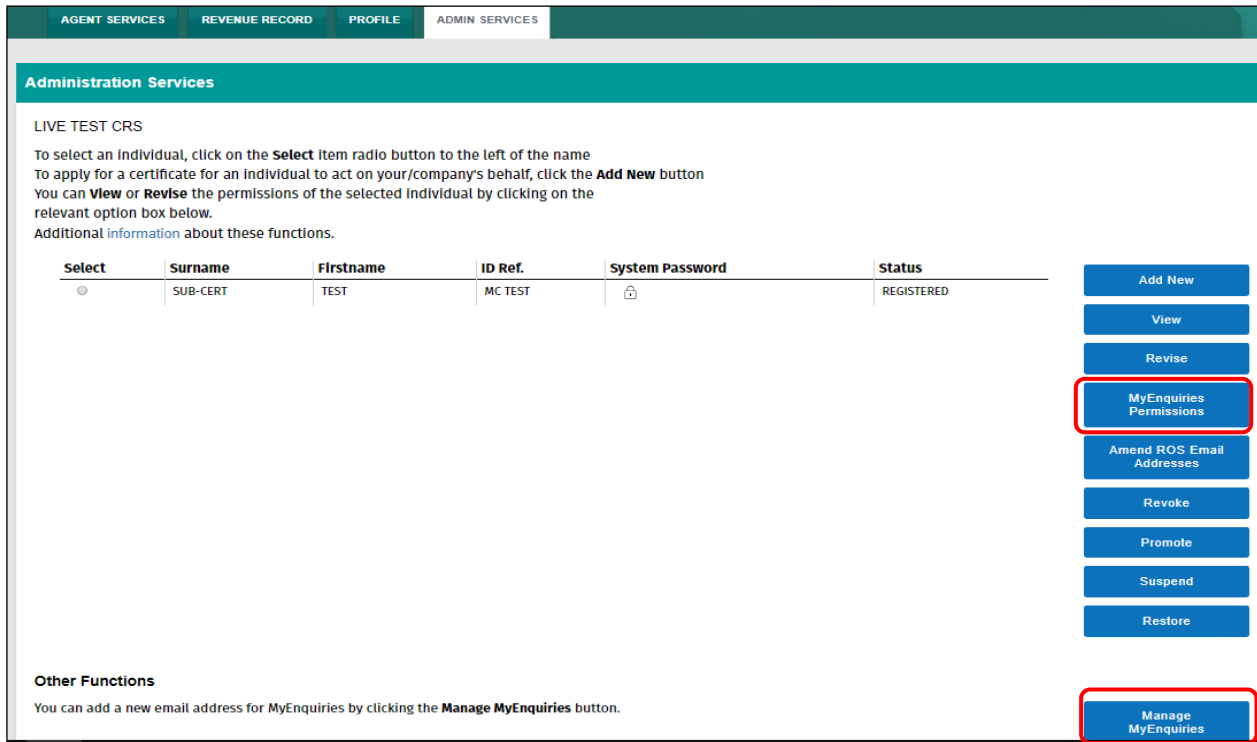 AGENT SERVICES REVENUE RECORD PROFILE ADMIN SERVICES
Administration Services
LIVE TEST CRS
To select an individual, click on the Select item radio button to the left of the name
To apply for a certificate for an individual to act on your/company's behalf, click the Add New button
You can View or Revise the permissions of the selected individual by clicking on the
relevant option box below.
Additional information about these functions.
Select Surname Firstname ID Ref. System Password Status
SUB-CERT TEST MC TEST REGISTERED
Add New
View
Revise
MyEnquiries
Permissions
Amend ROS Email
Addresses
Revoke
Promote
Suspend
Restore
Other Functions
You can add a new email address for MyEnquiries by clicking the Manage MyEnquiries button.
Manage
MyEnquiries